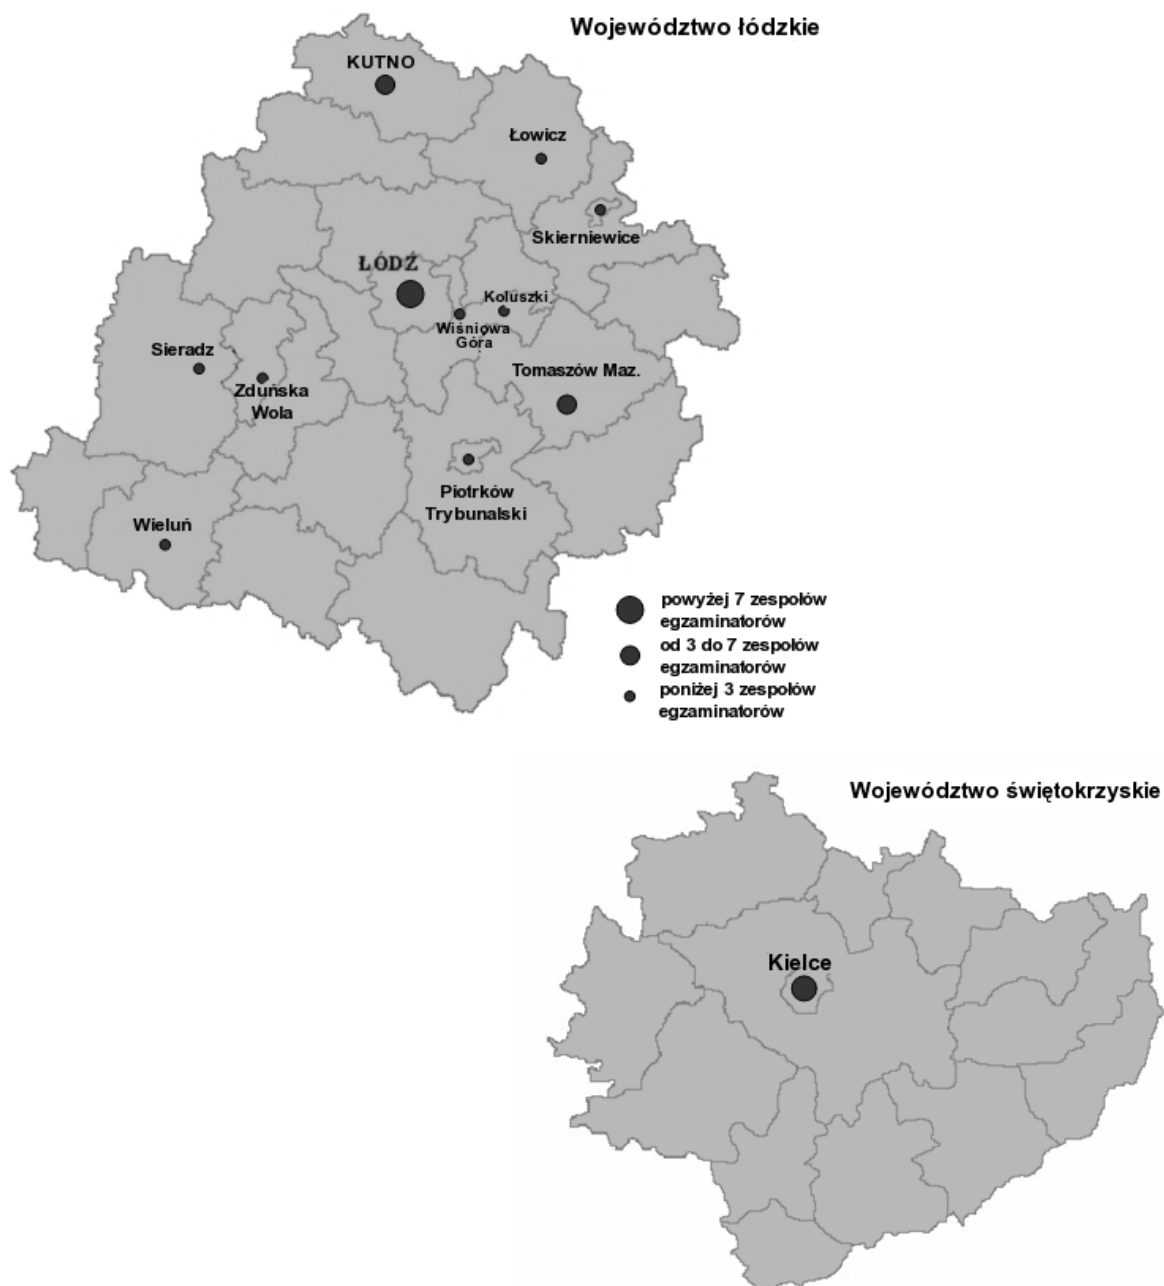 Województwo łódzkie
KUTNO
Łowicz
Skierniewice
ŁÓDŹ
Koluszki
Wiśniowa
Góra
Sieradz
Tomaszów Maz.
Zduńska
Wola
Piotrków
Trybunalski
Wieluń
powyżej 7 zespołów
egzaminatorów
od 3 do 7 zespołów
egzaminatorów
poniżej 3 zespołów
egzaminatorów
Województwo świętokrzyskie
Kielce